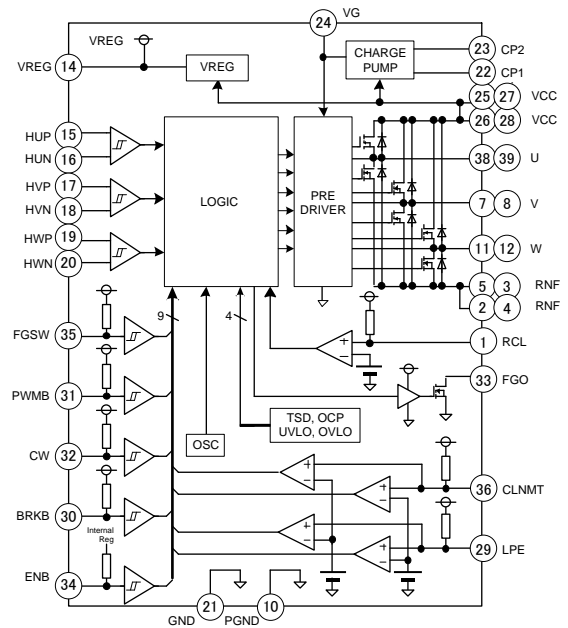 24 VG
VREG
VREG 14
VREG
CHARGE
PUMP
23 CP2
22 CP1
25 27 VCC
26 28 VCC
HUP 15
HUN 16
HVP 17
HVN 18
HWP 19
HWN 20
LOGIC
PRE
DRIVER
38 39 U
7 8 V
11 12 W
5 3 RNF
2 4 RNF
+
−
1 RCL
33 FGO
FGSW 35
PWMB 31
CW 32
BRKB 30
Internal
Reg
ENB 34
9
4
OSC
TSD, OCP
UVLO, OVLO
+
−
+
−
36 CLNMT
+
−
+
−
29 LPE
GND 21
PGND 10